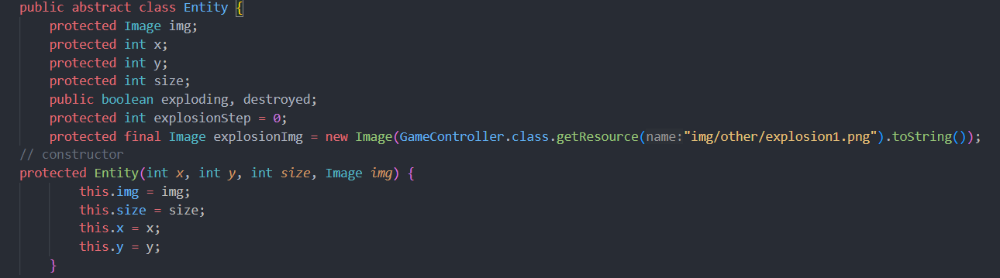 public abstract class Entity {
    protected Image img;
    protected int x;
    protected int y;
    protected int size;
    public boolean exploding, destroyed;
    protected int explosionStep = 0;
    protected final Image explosionImg = new Image(GameController.class.getResource(name:"img/other/explosion1.png").toString());
// constructor
protected Entity(int x, int y, int size, Image img) {
        this.img = img;
        this.size = size;
        this.x = x;
        this.y = y;
    }